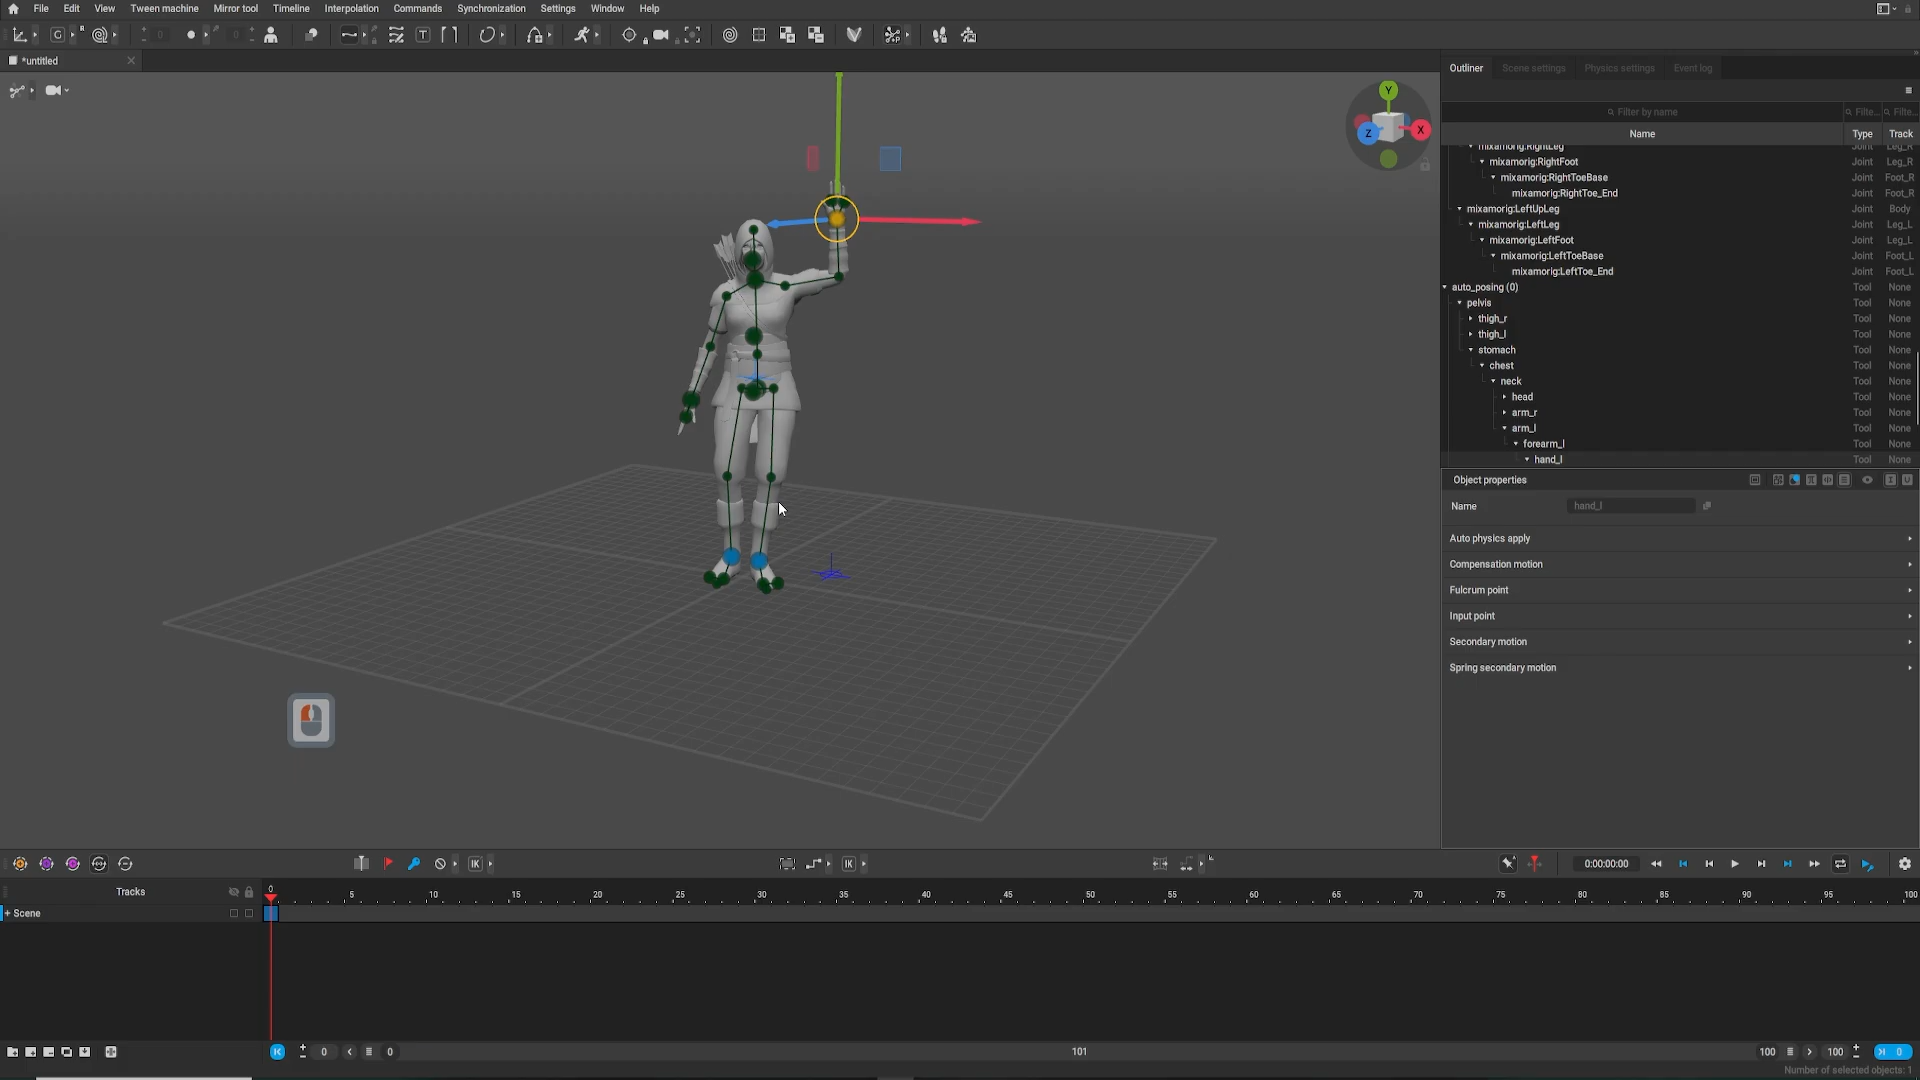 File Edit View Tween machine Mirror tool Timeline Interpolation Commands Synchronization Settings Window Help
*untitled
Outliner Scene settings Physics settings Event log
Filter by name Filte... Filte...
Name Type Track
mixamorig:RightLeg Joint Leg_R
mixamorig:RightFoot Joint Leg_R
mixamorig:RightToeBase Joint Foot_R
mixamorig:RightToe_End Joint Foot_R
mixamorig:LeftUpLeg Joint Body
mixamorig:LeftLeg Joint Leg_L
mixamorig:LeftFoot Joint Leg_L
mixamorig:LeftToeBase Joint Foot_L
mixamorig:LeftToe_End Joint Foot_L
auto_posing (0) Tool None
pelvis Tool None
thigh_r Tool None
thigh_l Tool None
stomach Tool None
chest Tool None
neck Tool None
head Tool None
arm_r Tool None
arm_l Tool None
forearm_l Tool None
hand_l Tool None
Y
Z X
Object properties
Name hand_l
Auto physics apply
Compensation motion
Fulcrum point
Input point
Secondary motion
Spring secondary motion
IK IK 0:00:00:00
Tracks 0 5 10 15 20 25 30 35 40 45 50 55 60 65 70 75 80 85 90 95 100
+ Scene
0 0 101 100 100 0
Number of selected objects: 1